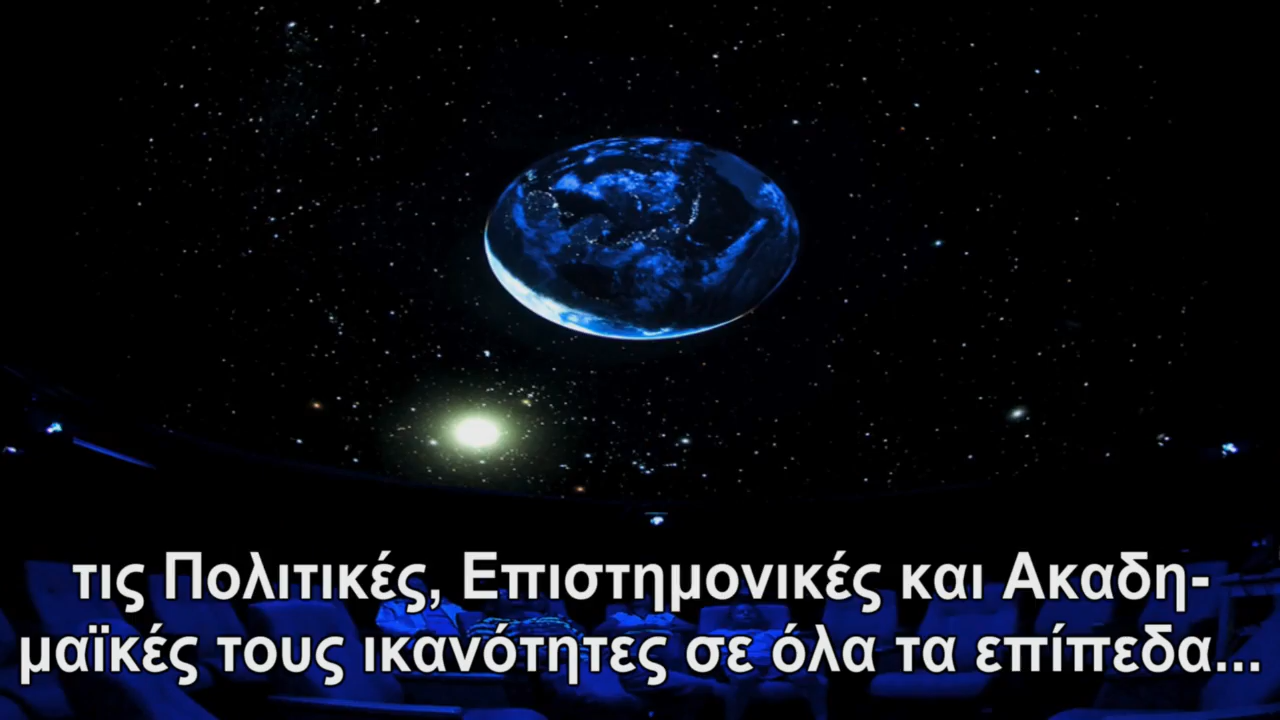 τις Πολιτικές, Επιστημονικές και Ακαδη-
μαϊκές τους ικανότητες σε όλα τα επίπεδα...